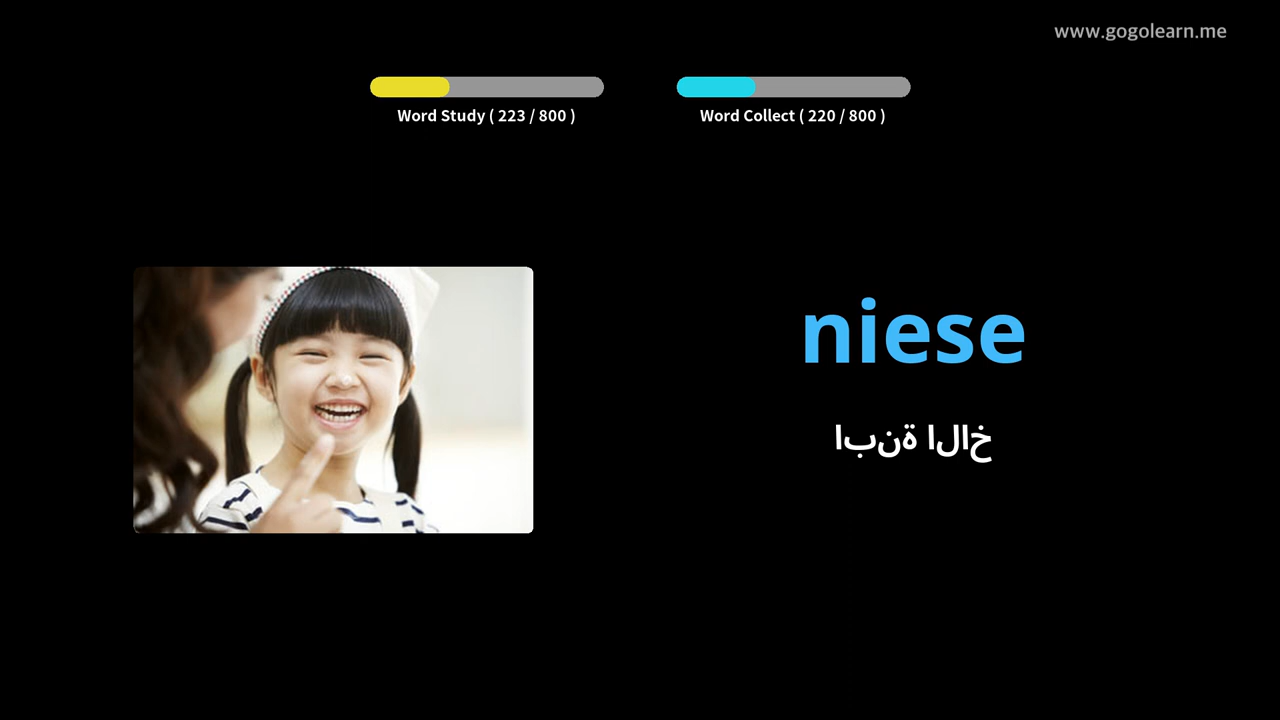 www.gogolearn.me
Word Study ( 223 / 800 )
Word Collect ( 220 / 800 )
niese
ابنة الاخ